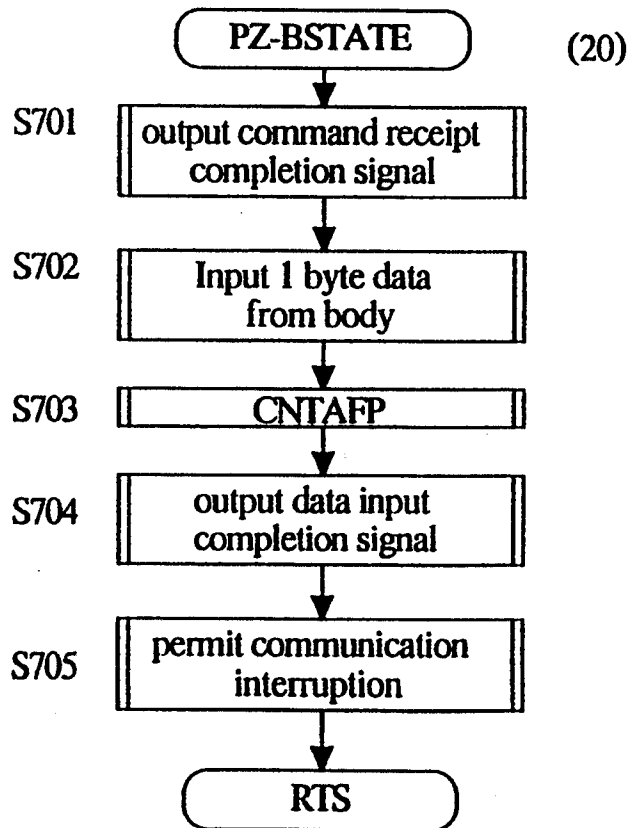 PZ-BSTATE
(20)
S701
output command receipt
completion signal
S702
Input 1 byte data
from body
S703
CNTAFP
S704
output data input
completion signal
S705
permit communication
interruption
RTS